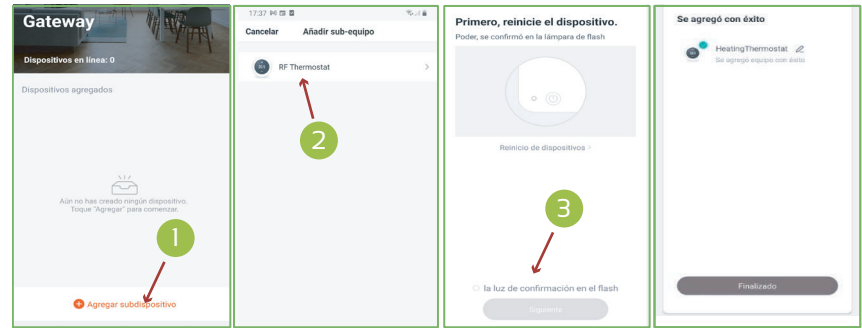 Gateway
Dispositivos en línea: 0
Dispositivos agregados
Aún no has creado ningún dispositivo.
Toque "Agregar" para comenzar.
1
Agregar subdispositivo
17:37
Cancelar Añadir sub-equipo
RF Thermostat
2
Primero, reinicie el dispositivo.
Poder, se confirmó en la lámpara de flash
Reinicio de dispositivos
3
la luz de confirmación en el flash
Siguiente
Se agregó con éxito
HeatingThermostat
Se agregó equipo con éxito
Finalizado